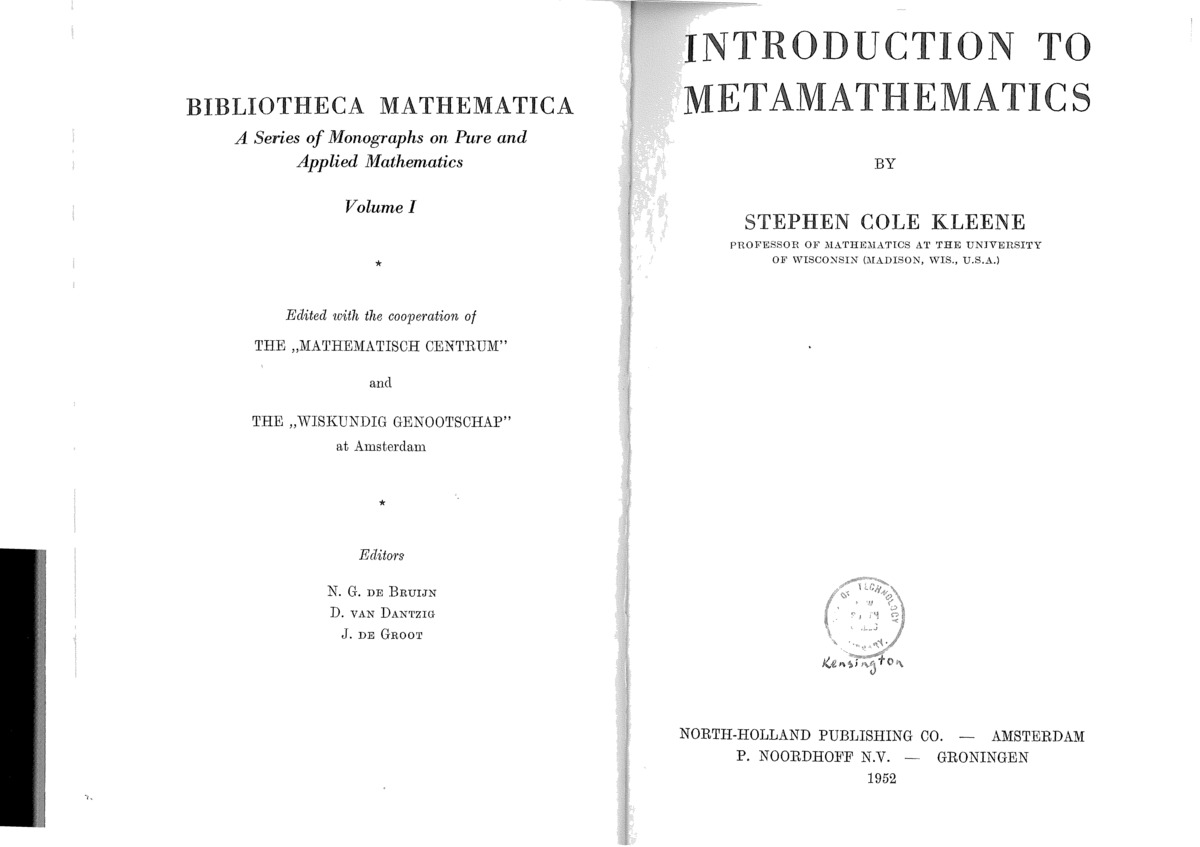 BIBLIOTHECA MATHEMATICA
A Series of Monographs on Pure and
Applied Mathematics
Volume I
*
Edited with the cooperation of
THE „MATHEMATISCH CENTRUM”
and
THE „WISKUNDIG GENOOTSCHAP”
at Amsterdam
*
Editors
N. G. DE BRUIJN
D. VAN DANTZIG
J. DE GROOT
INTRODUCTION TO
METAMATHEMATICS
BY
STEPHEN COLE KLEENE
PROFESSOR OF MATHEMATICS AT THE UNIVERSITY
OF WISCONSIN (MADISON, WIS., U.S.A.)
OF TECHNOLOGY
Kensington
NORTH-HOLLAND PUBLISHING CO. — AMSTERDAM
P. NOORDHOFF N.V. — GRONINGEN
1952